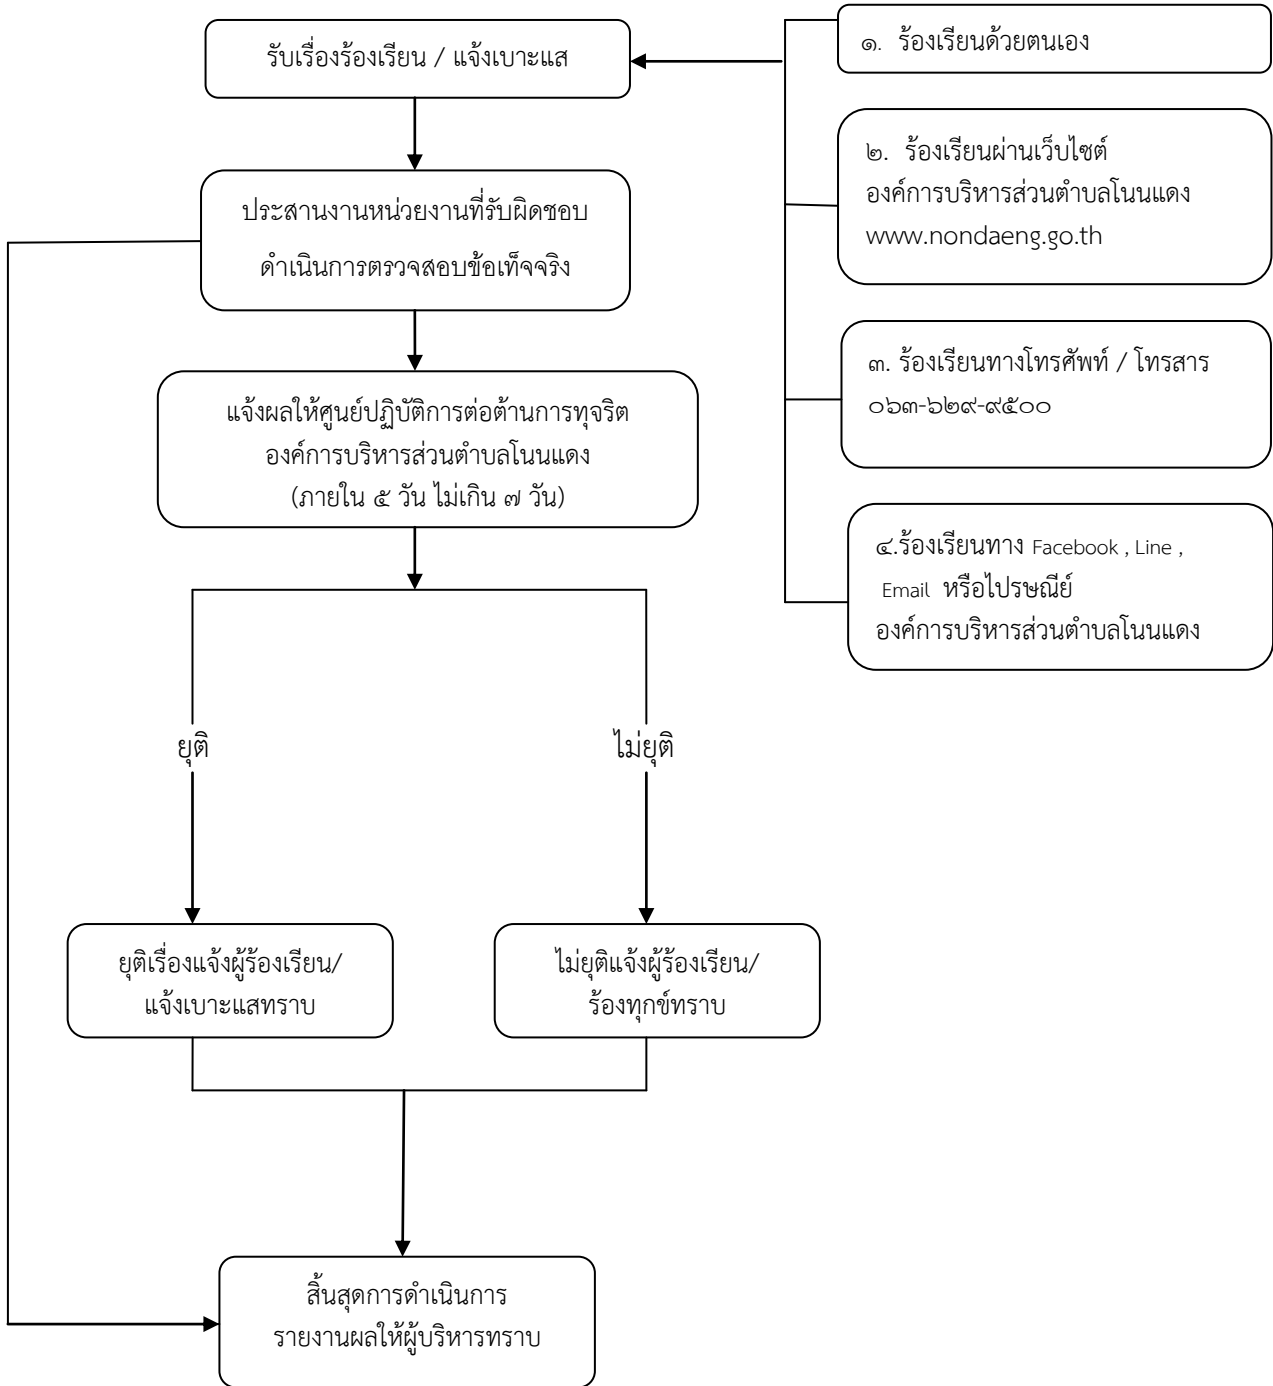 รับเรื่องร้องเรียน / แจ้งเบาะแส
๑. ร้องเรียนด้วยตนเอง
๒. ร้องเรียนผ่านเว็บไซต์
องค์การบริหารส่วนตำบลโนนแดง
www.nondaeng.go.th
๓. ร้องเรียนทางโทรศัพท์ / โทรสาร
๐๖๓-๖๒๙-๙๕๐๐
๔.ร้องเรียนทาง Facebook , Line ,
Email หรือไปรษณีย์
องค์การบริหารส่วนตำบลโนนแดง
ประสานงานหน่วยงานที่รับผิดชอบ
ดำเนินการตรวจสอบข้อเท็จจริง
แจ้งผลให้ศูนย์ปฏิบัติการต่อต้านการทุจริต
องค์การบริหารส่วนตำบลโนนแดง
(ภายใน ๕ วัน ไม่เกิน ๗ วัน)
ยุติ
ไม่ยุติ
ยุติเรื่องแจ้งผู้ร้องเรียน/
แจ้งเบาะแสทราบ
ไม่ยุติแจ้งผู้ร้องเรียน/
ร้องทุกข์ทราบ
สิ้นสุดการดำเนินการ
รายงานผลให้ผู้บริหารทราบ